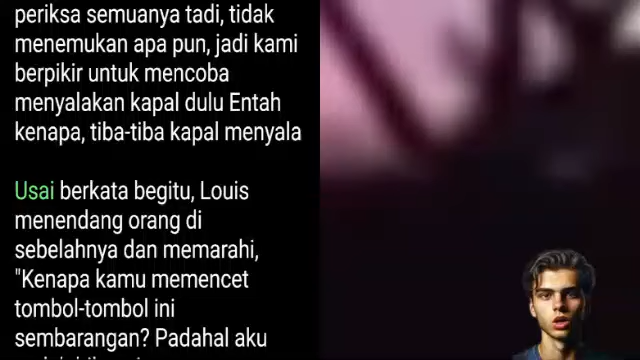 periksa semuanya tadi, tidak
menemukan apa pun, jadi kami
berpikir untuk mencoba
menyalakan kapal dulu Entah
kenapa, tiba-tiba kapal menyala
Usai berkata begitu, Louis
menendang orang di
sebelahnya dan memarahi,
"Kenapa kamu memencet
tombol-tombol ini
sembarangan? Padahal aku